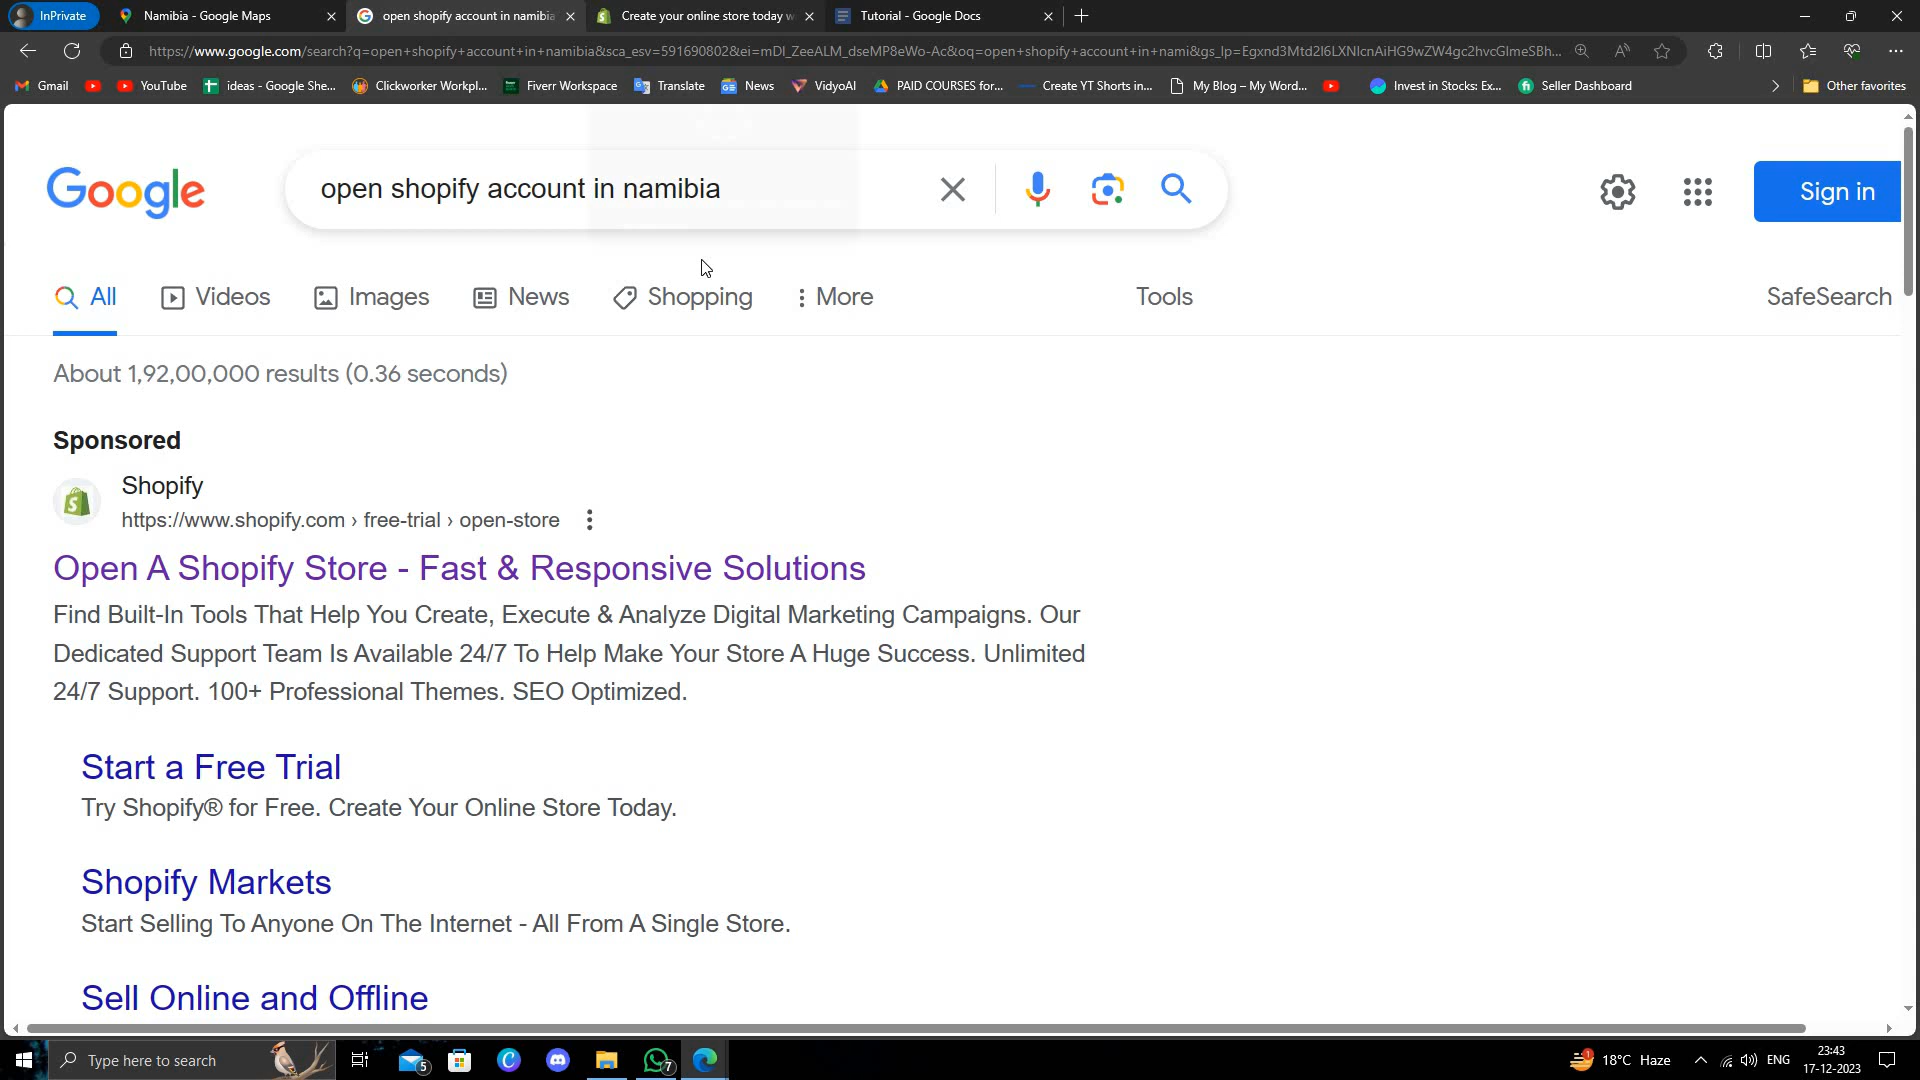 InPrivate
Namibia - Google Maps
open shopify account in namibia
Create your online store today w
Tutorial - Google Docs
https://www.google.com/search?q=open+shopify+account+in+namibia&sca_esv=591690802&ei=mDl_ZeeALM_dseMP8eWo-Ac&oq=open+shopify+account+in+nami&gs_lp=Egxnd3Mtd2l6LXNlcnAiHG9wZW4gc2hvcGlmeSBh...
Gmail
YouTube
ideas - Google She...
Clickworker Workpl...
Fiverr Workspace
Translate
News
VidyoAI
PAID COURSES for...
Create YT Shorts in...
My Blog – My Word...
Invest in Stocks: Ex...
Seller Dashboard
Other favorites
Google
open shopify account in namibia
Sign in
All
Videos
Images
News
Shopping
More
Tools
SafeSearch
About 1,92,00,000 results (0.36 seconds)
Sponsored
Shopify
https://www.shopify.com › free-trial › open-store
Open A Shopify Store - Fast & Responsive Solutions
Find Built-In Tools That Help You Create, Execute & Analyze Digital Marketing Campaigns. Our
Dedicated Support Team Is Available 24/7 To Help Make Your Store A Huge Success. Unlimited
24/7 Support. 100+ Professional Themes. SEO Optimized.
Start a Free Trial
Try Shopify® for Free. Create Your Online Store Today.
Shopify Markets
Start Selling To Anyone On The Internet - All From A Single Store.
Sell Online and Offline
Type here to search
5
7
1
18°C Haze
ENG
23:43
17-12-2023